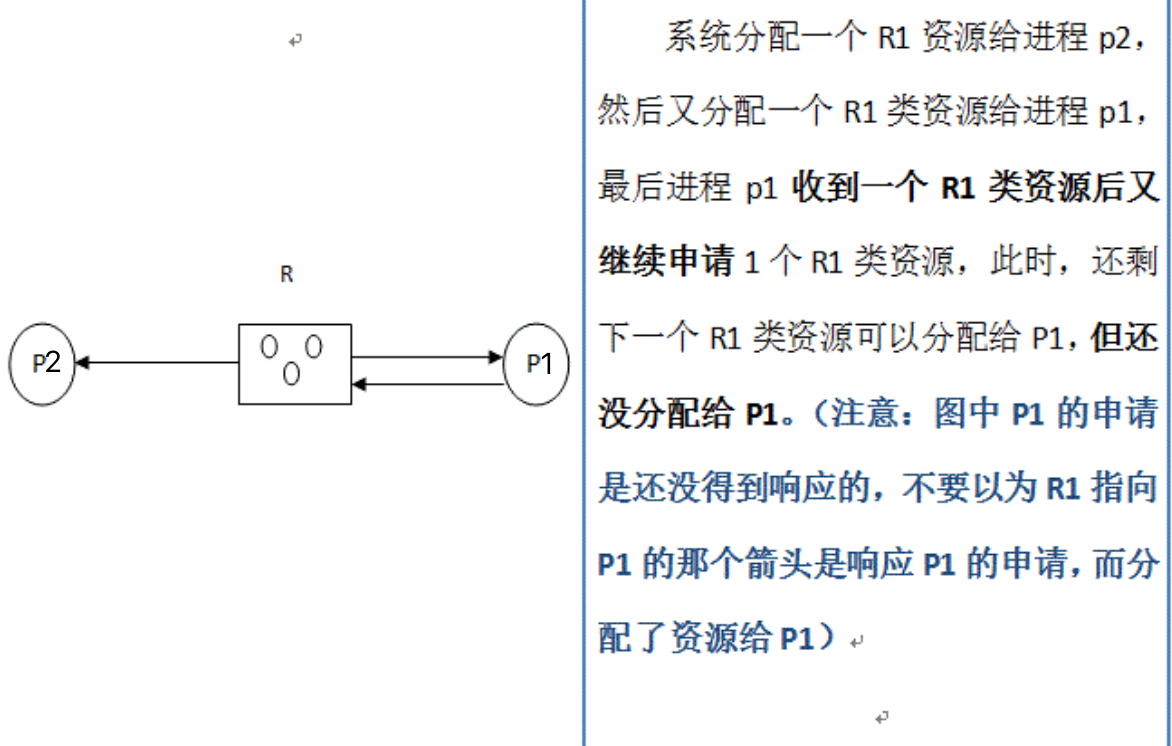 R
P2
P1
系统分配一个 R1 资源给进程 p2，
然后又分配一个 R1 类资源给进程 p1，
最后进程 p1 收到一个 R1 类资源后又
继续申请 1 个 R1 类资源，此时，还剩
下一个 R1 类资源可以分配给 P1，但还
没分配给 P1。（注意：图中 P1 的申请
是还没得到响应的，不要以为 R1 指向
P1 的那个箭头是响应 P1 的申请，而分
配了资源给 P1）